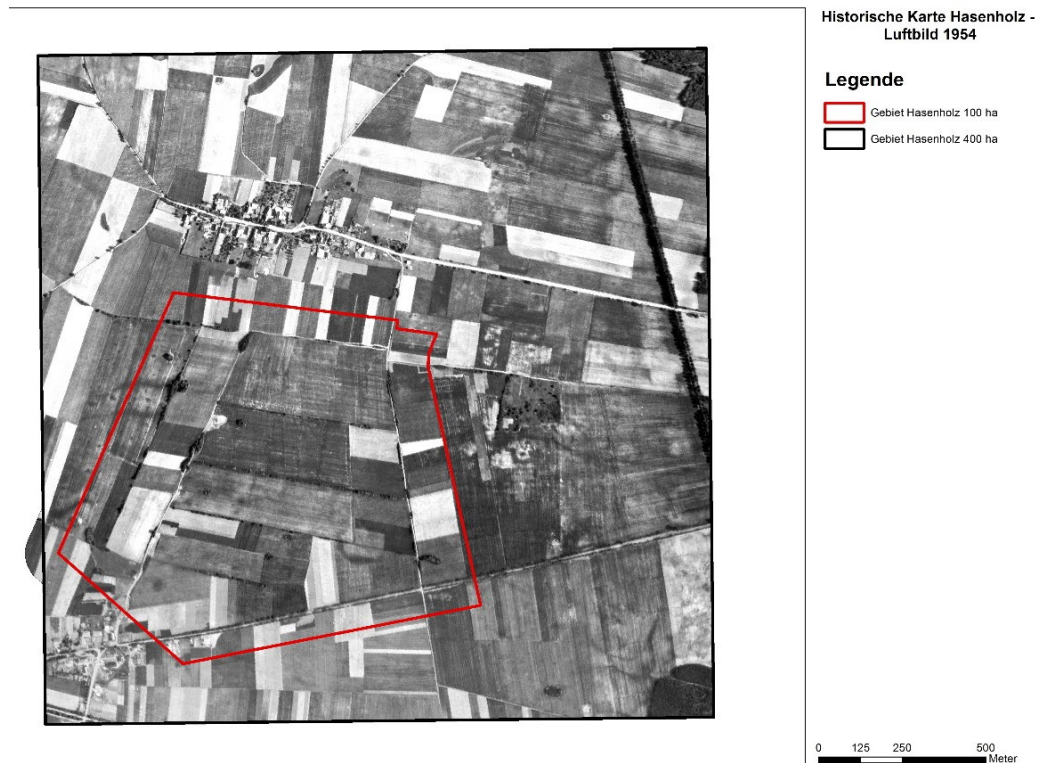 Historische Karte Hasenholz -
Luftbild 1954
Legende
Gebiet Hasenholz 100 ha
Gebiet Hasenholz 400 ha
0 125 250 500
Meter